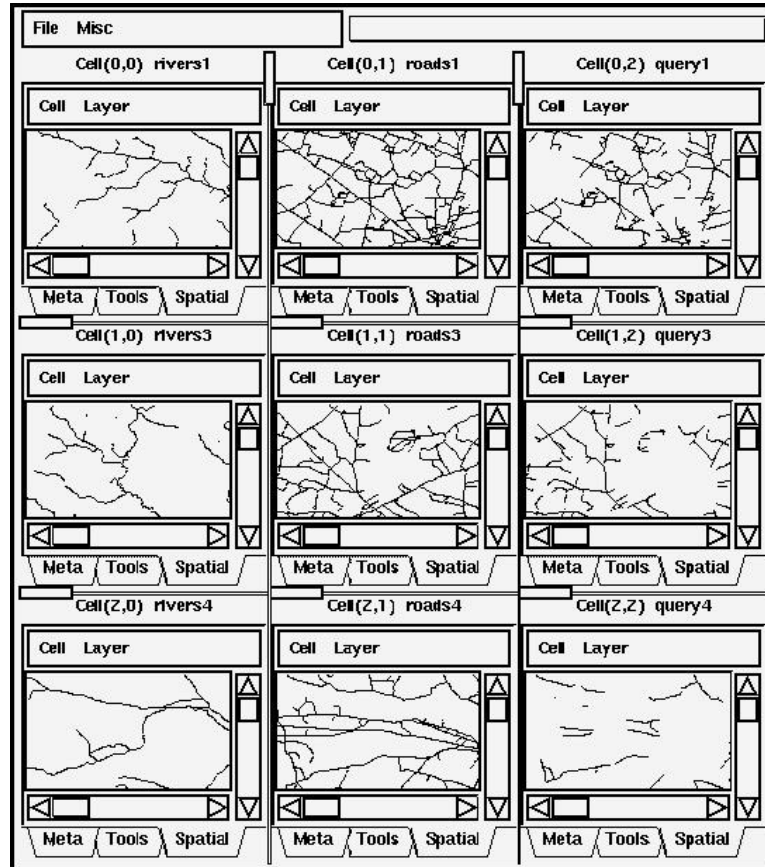 File Misc
Cell(0,0) rivers1 Cell(0,1) roads1 Cell(0,2) query1
Cell Layer Cell Layer Cell Layer
Meta Tools Spatial Meta Tools Spatial Meta Tools Spatial
Cell(1,0) rivers3 Cell(1,1) roads3 Cell(1,2) query3
Cell Layer Cell Layer Cell Layer
Meta Tools Spatial Meta Tools Spatial Meta Tools Spatial
Cell(2,0) rivers4 Cell(2,1) roads4 Cell(2,2) query4
Cell Layer Cell Layer Cell Layer
Meta Tools Spatial Meta Tools Spatial Meta Tools Spatial